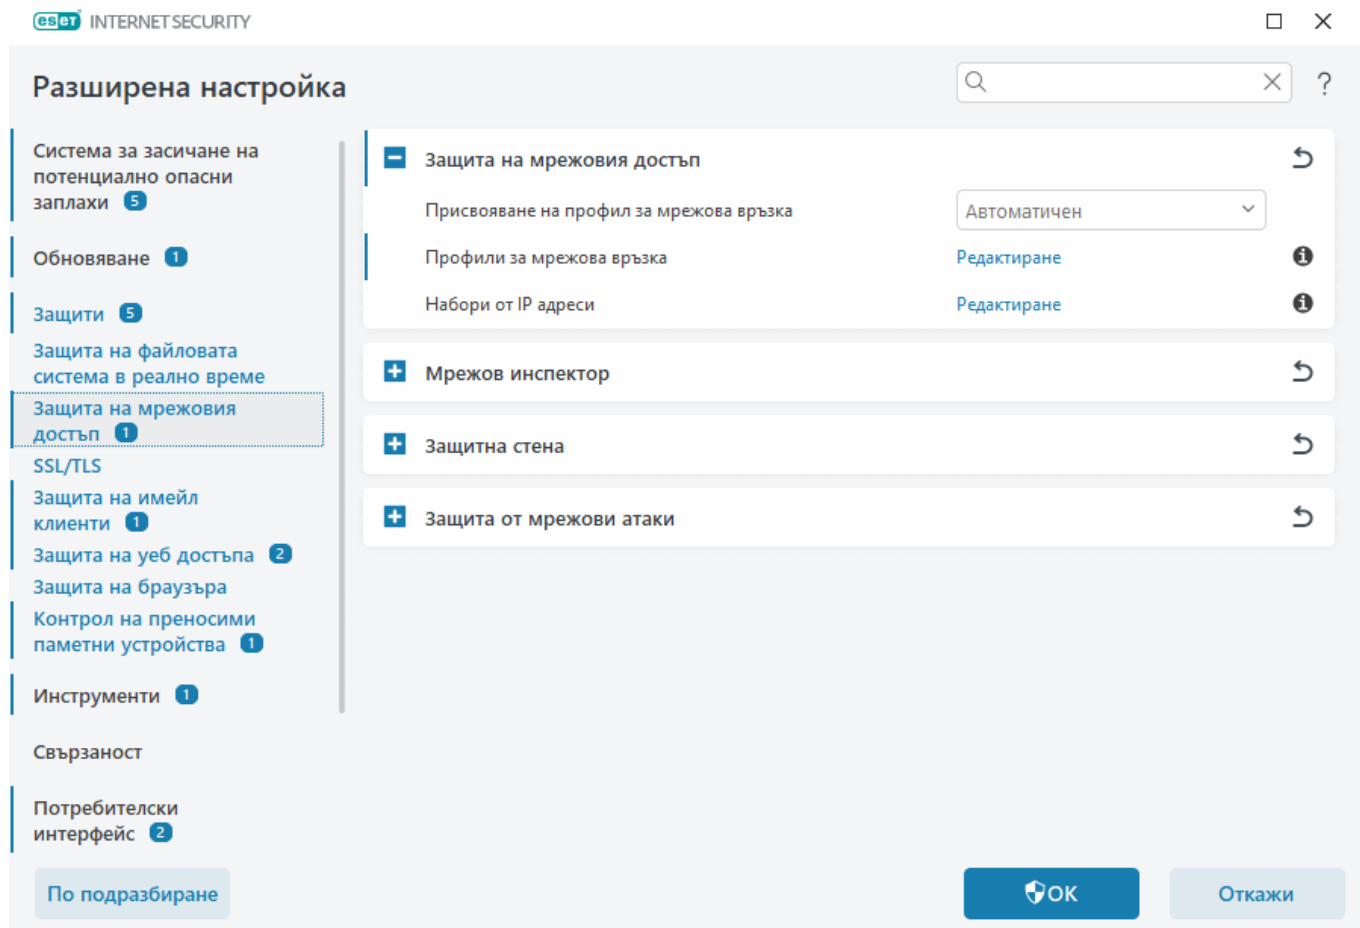 eset INTERNET SECURITY
Разширена настройка
?
Система за засичане на
потенциално опасни
заплахи 5
Обновяване 1
Защити 5
Защита на файловата
система в реално време
Защита на мрежовия
достъп 1
SSL/TLS
Защита на имейл
клиенти 1
Защита на уеб достъпа 2
Защита на браузъра
Контрол на преносими
паметни устройства 1
Инструменти 1
Свързаност
Потребителски
интерфейс 2
Защита на мрежовия достъп
Присвояване на профил за мрежова връзка Автоматичен
Профили за мрежова връзка Редактиране
Набори от IP адреси Редактиране
Мрежов инспектор
Защитна стена
Защита от мрежови атаки
По подразбиране
OK
Откажи